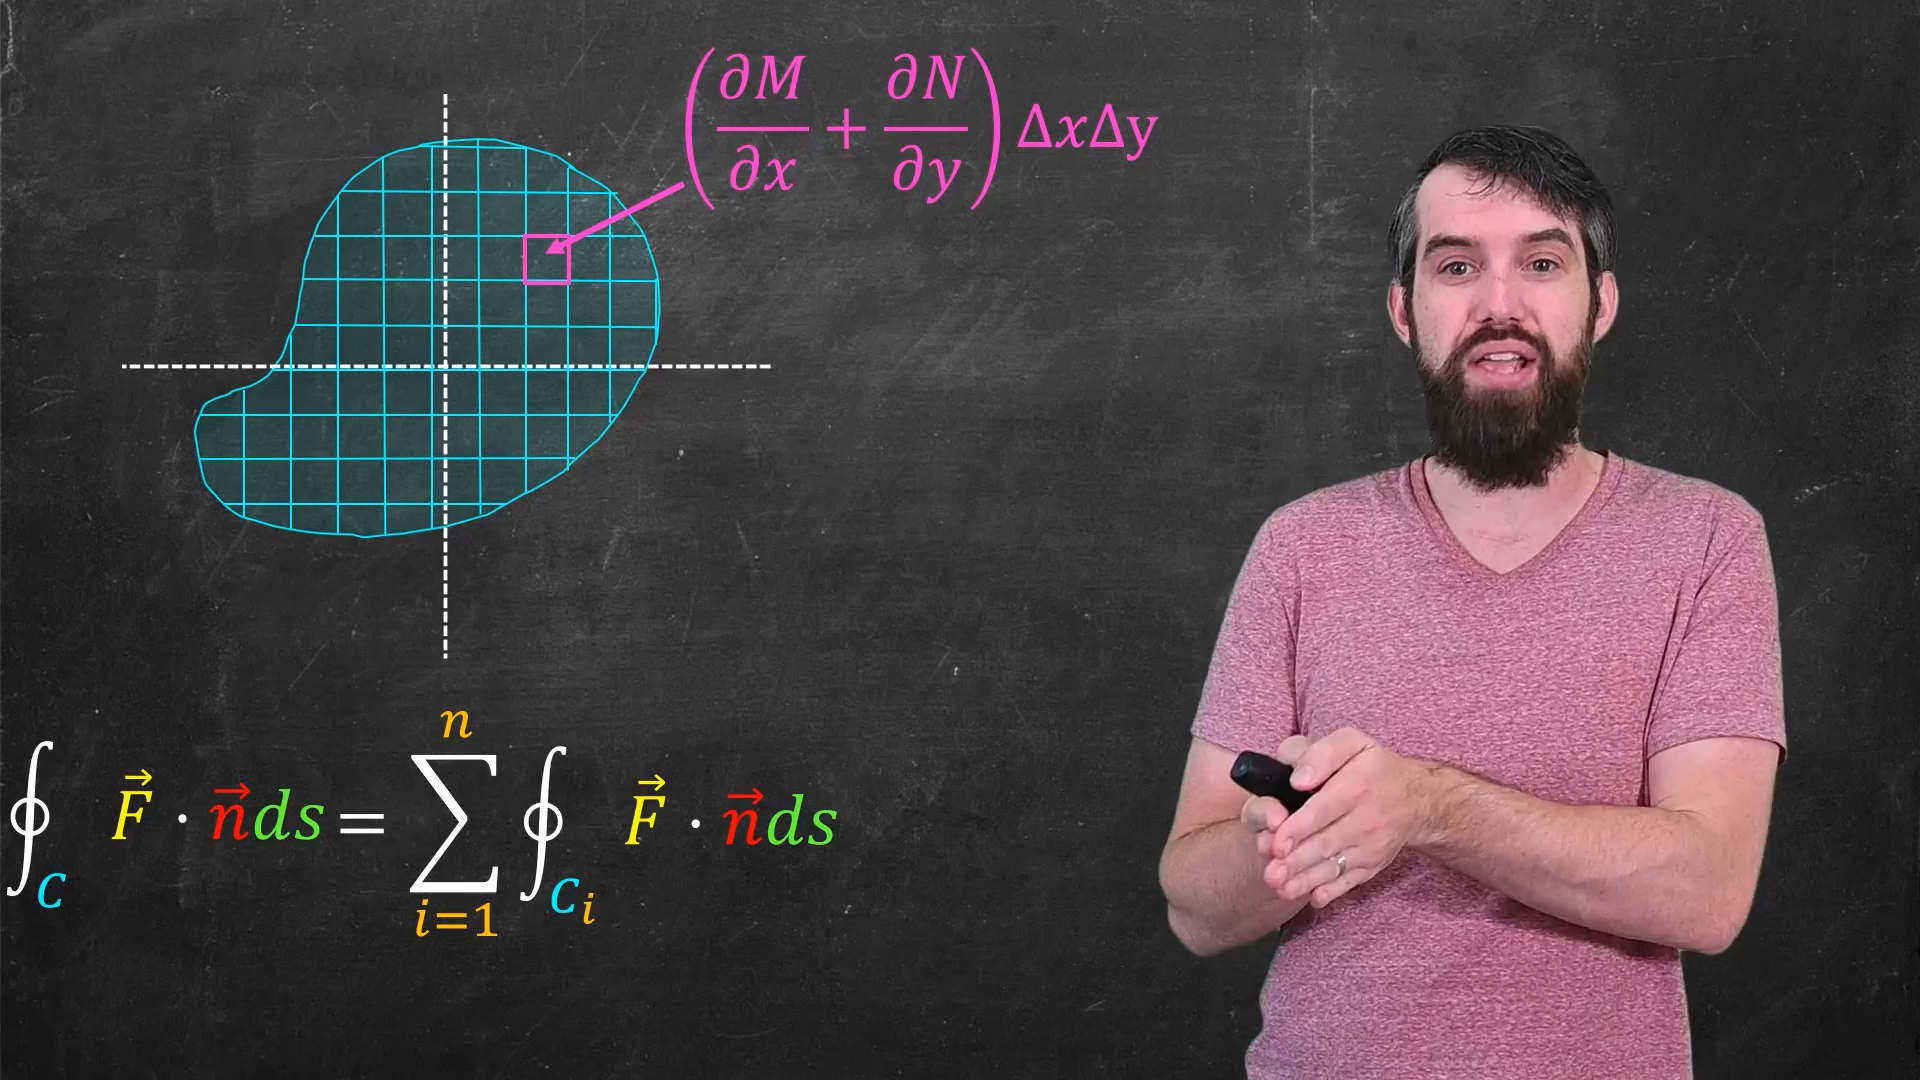 (∂M/∂x + ∂N/∂y) ΔxΔy
∮_C F⃗ · n⃗ds = ∑_{i=1}^{n} ∮_{C_i} F⃗ · n⃗ds